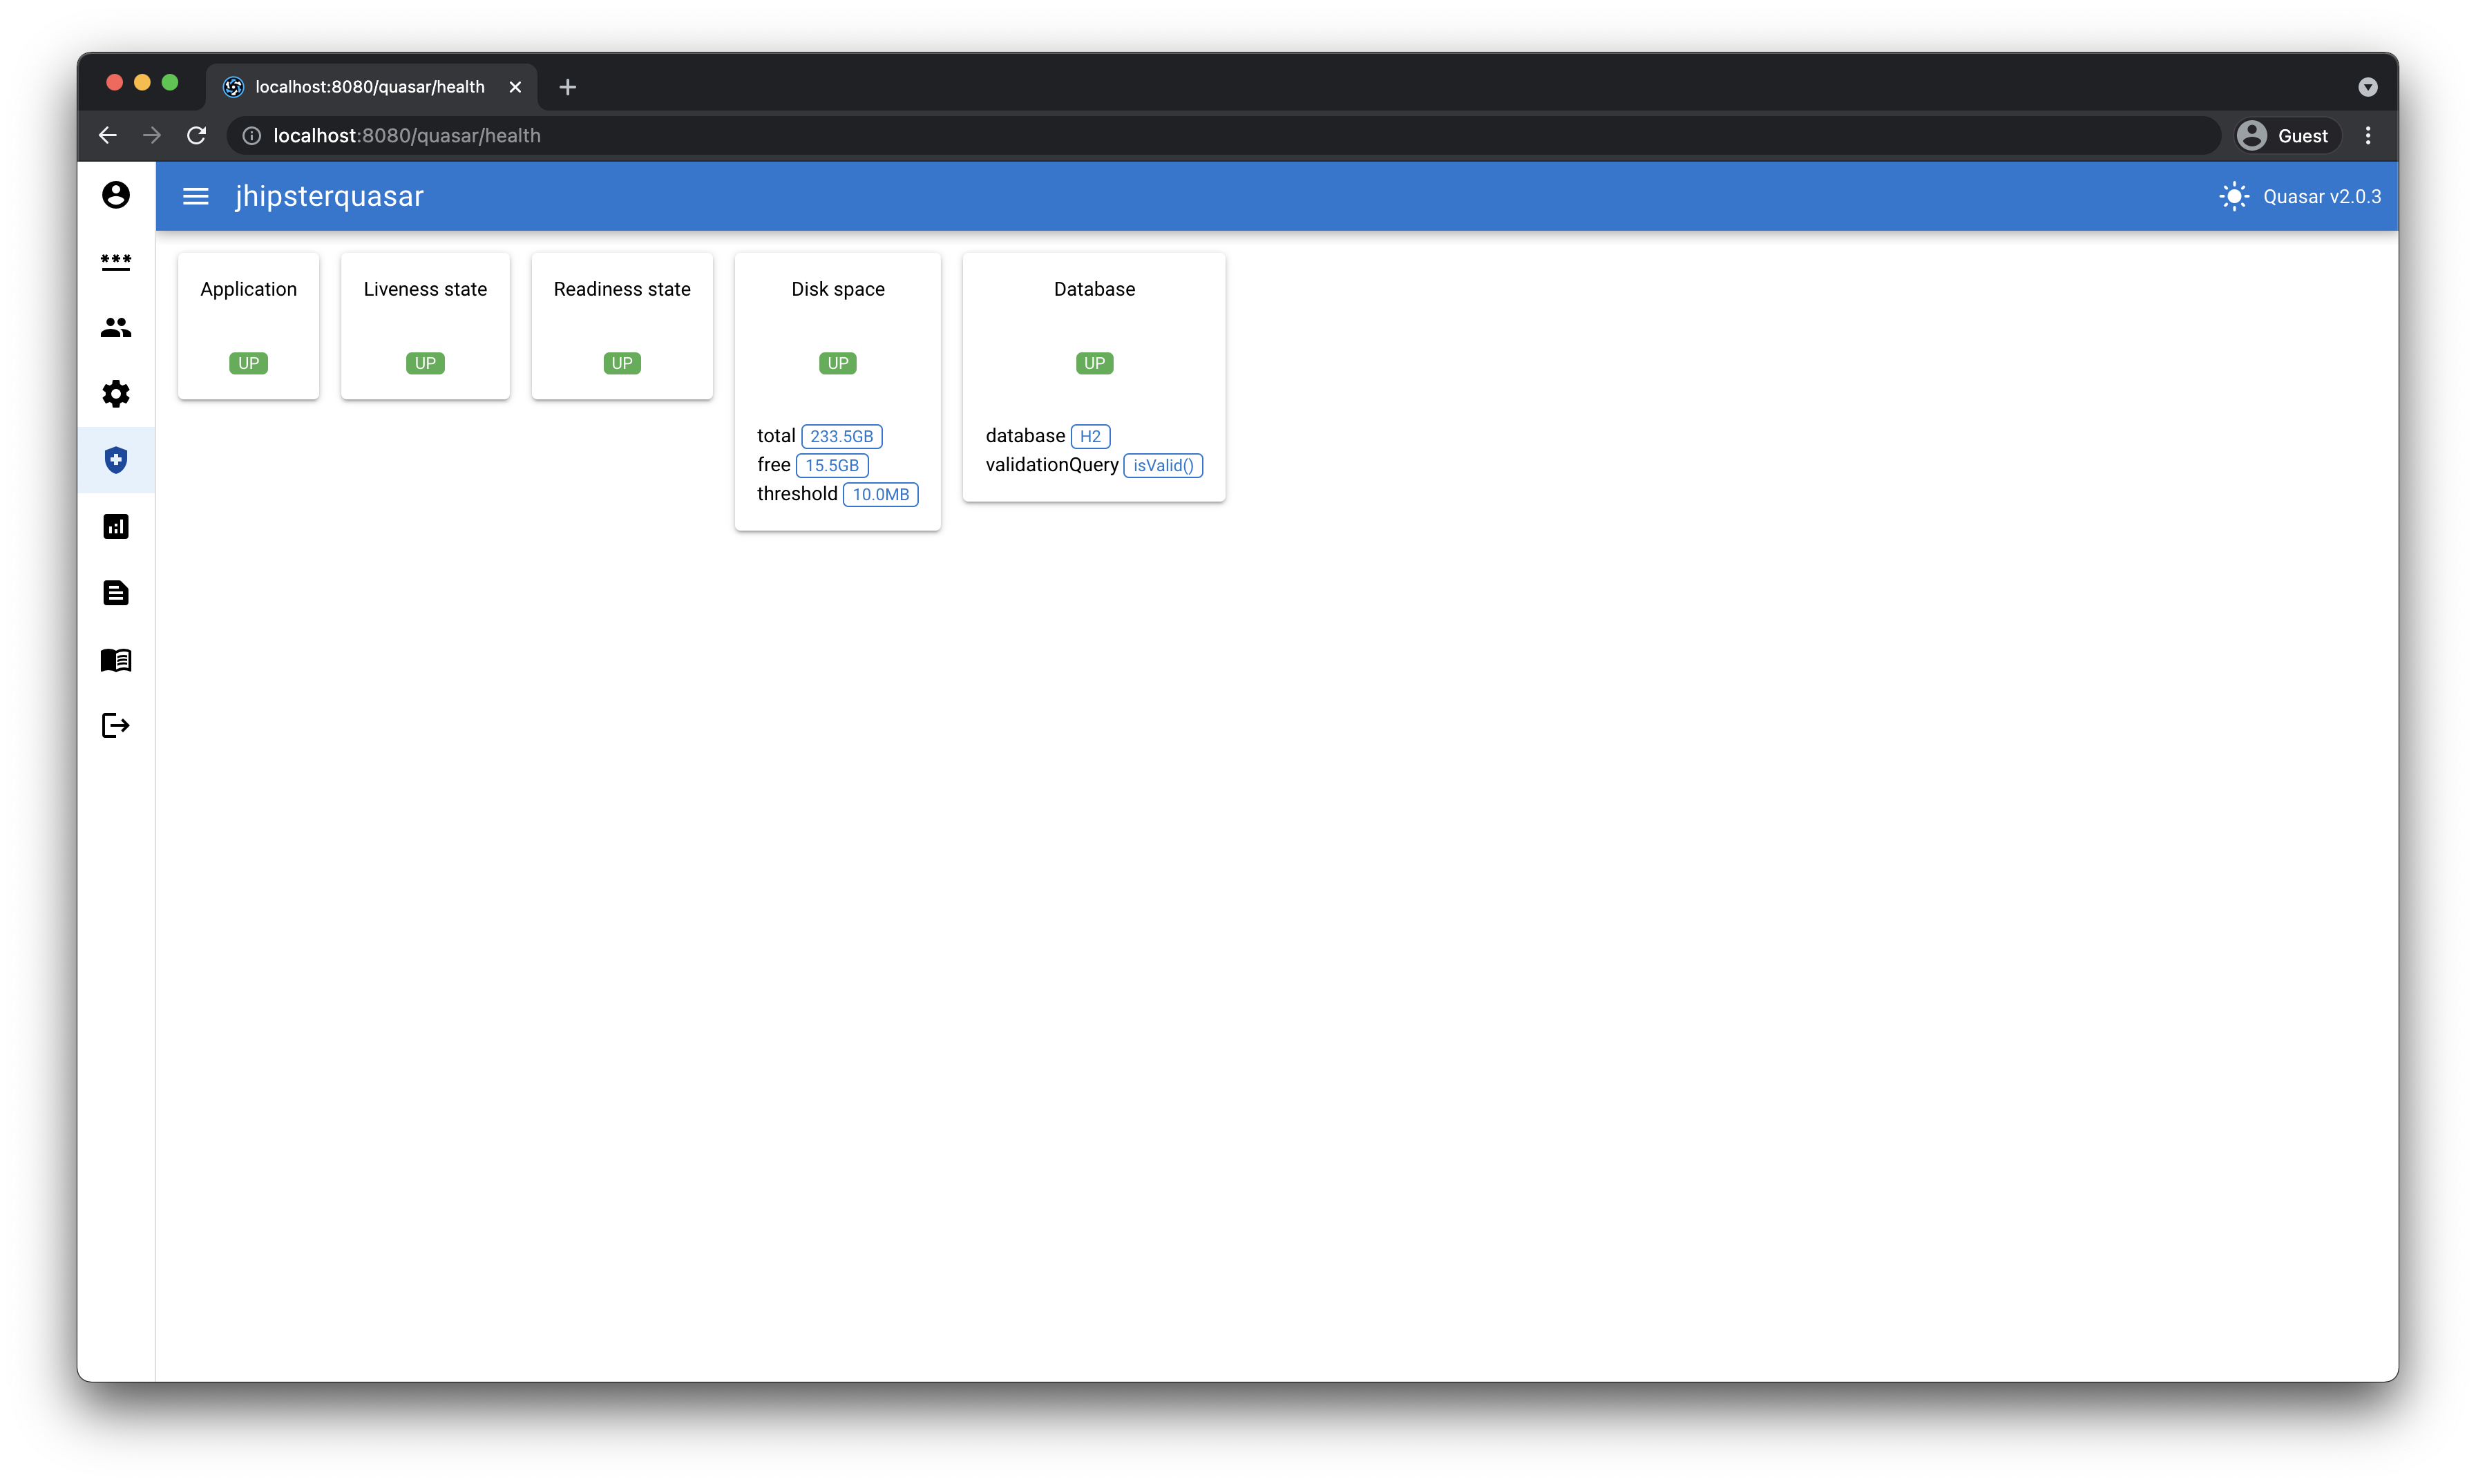 localhost:8080/quasar/health
localhost:8080/quasar/health
Guest
jhipsterquasar
Quasar v2.0.3
Application
UP
Liveness state
UP
Readiness state
UP
Disk space
UP
total 233.5GB
free 15.5GB
threshold 10.0MB
Database
UP
database H2
validationQuery isValid()